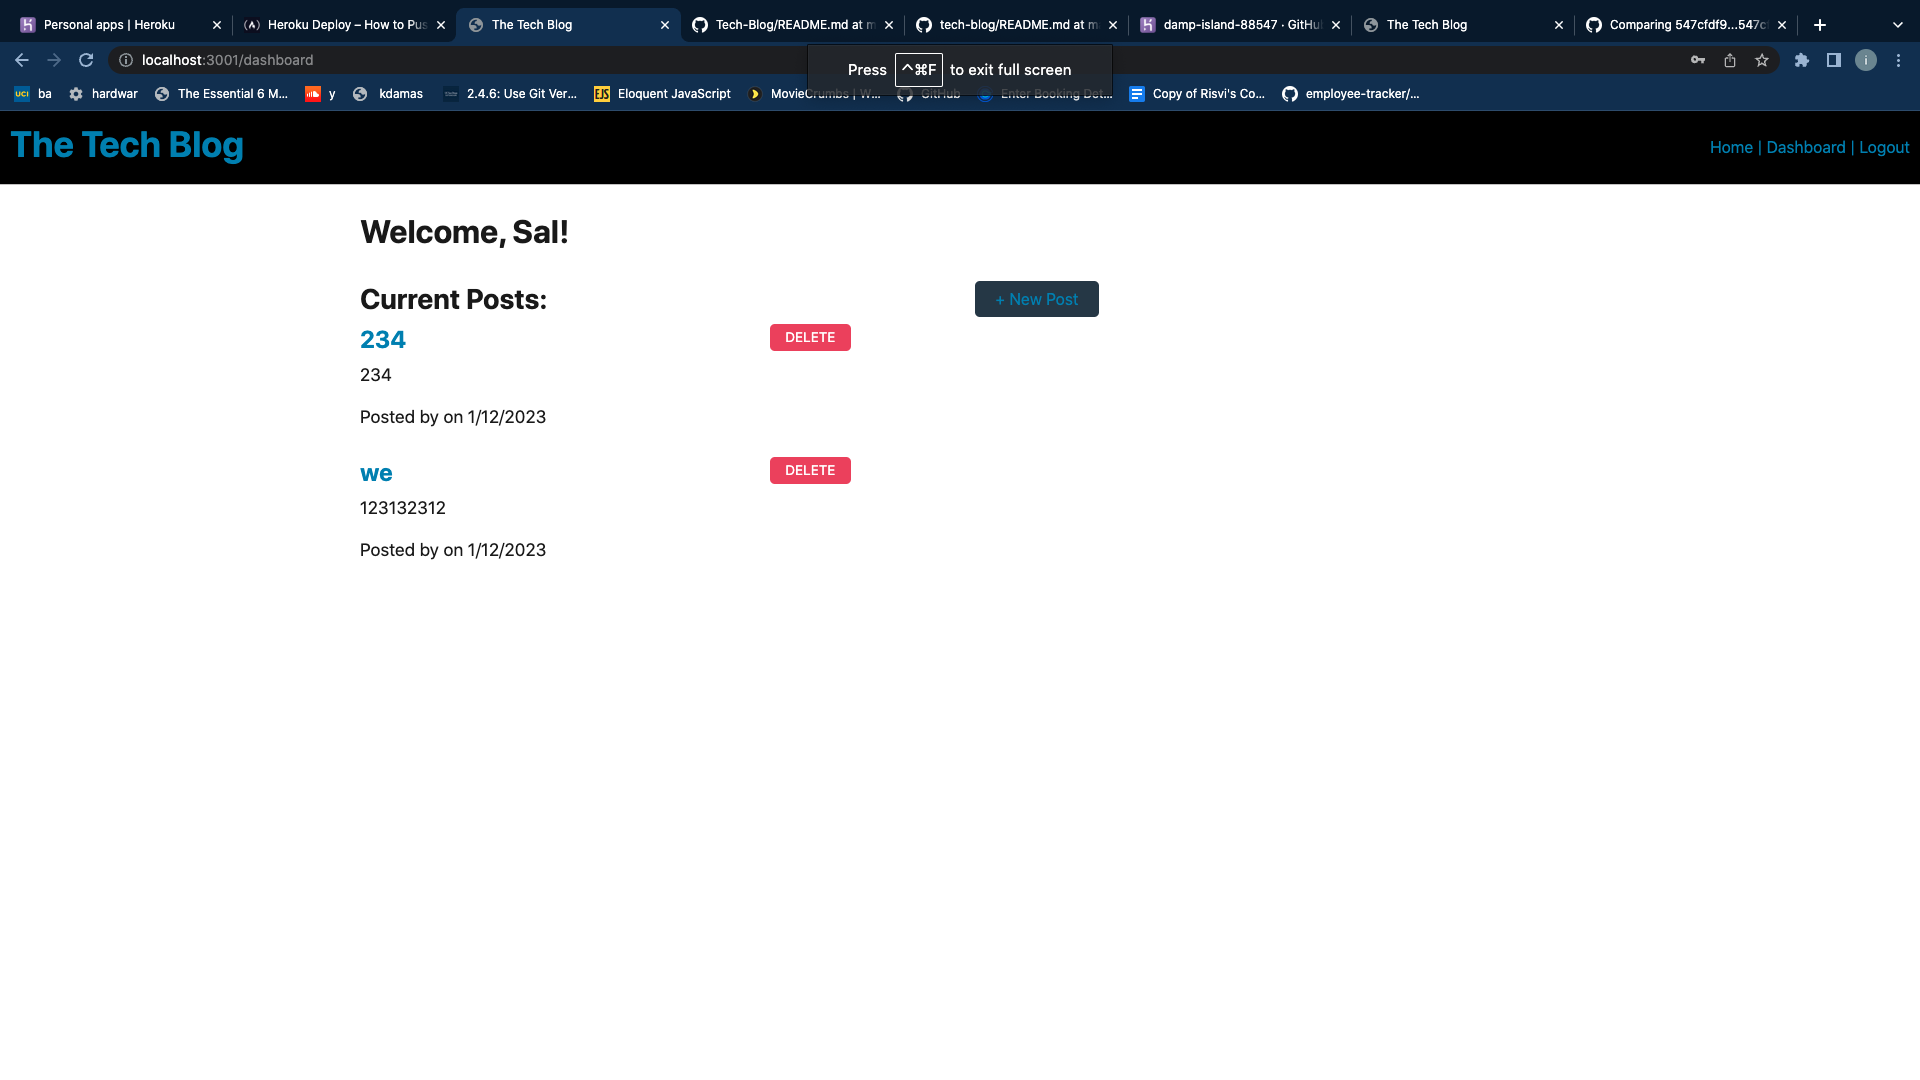 Personal apps | Heroku
Heroku Deploy – How to Pus
The Tech Blog
Tech-Blog/README.md at m
tech-blog/README.md at m
damp-island-88547 · GitHu
The Tech Blog
Comparing 547cfdf9...547c
localhost:3001/dashboard
Press ^⌘F to exit full screen
i
UCI ba
hardwar
The Essential 6 M...
y
kdamas
2.4.6: Use Git Ver...
EJS Eloquent JavaScript
MovieCrumbs | W...
GitHub
Enter Booking Det...
Copy of Risvi's Co...
employee-tracker/...
The Tech Blog
Home | Dashboard | Logout
Welcome, Sal!
Current Posts:
+ New Post
234
DELETE
234
Posted by on 1/12/2023
we
DELETE
123132312
Posted by on 1/12/2023